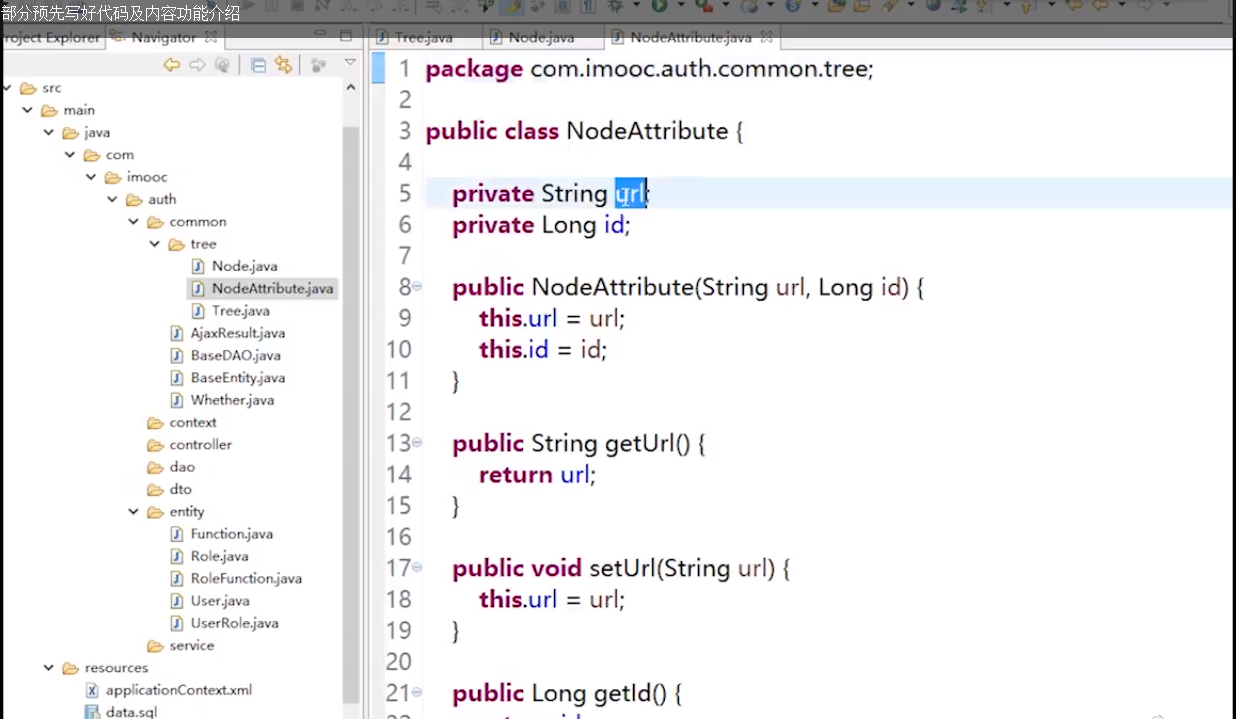 部分预先写好代码及内容功能介绍
roject Explorer
Navigator
Tree.java
Node.java
NodeAttribute.java
src
main
java
com
imooc
auth
common
tree
Node.java
NodeAttribute.java
Tree.java
AjaxResult.java
BaseDAO.java
BaseEntity.java
Whether.java
context
controller
dao
dto
entity
Function.java
Role.java
RoleFunction.java
User.java
UserRole.java
service
resources
applicationContext.xml
data.sql
1 package com.imooc.auth.common.tree;
2
3 public class NodeAttribute {
4
5 private String url;
6 private Long id;
7
8 public NodeAttribute(String url, Long id) {
9 this.url = url;
10 this.id = id;
11 }
12
13 public String getUrl() {
14 return url;
15 }
16
17 public void setUrl(String url) {
18 this.url = url;
19 }
20
21 public Long getId() {